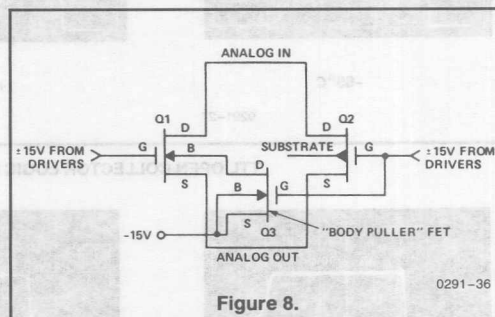 ANALOG IN
Q1
Q2
D
D
±15V FROM
DRIVERS
G
B
SUBSTRATE
G
±15V FROM
DRIVERS
S
D
S
B
G
-15V
S
Q3
"BODY PULLER" FET
ANALOG OUT
0291-36
Figure 8.